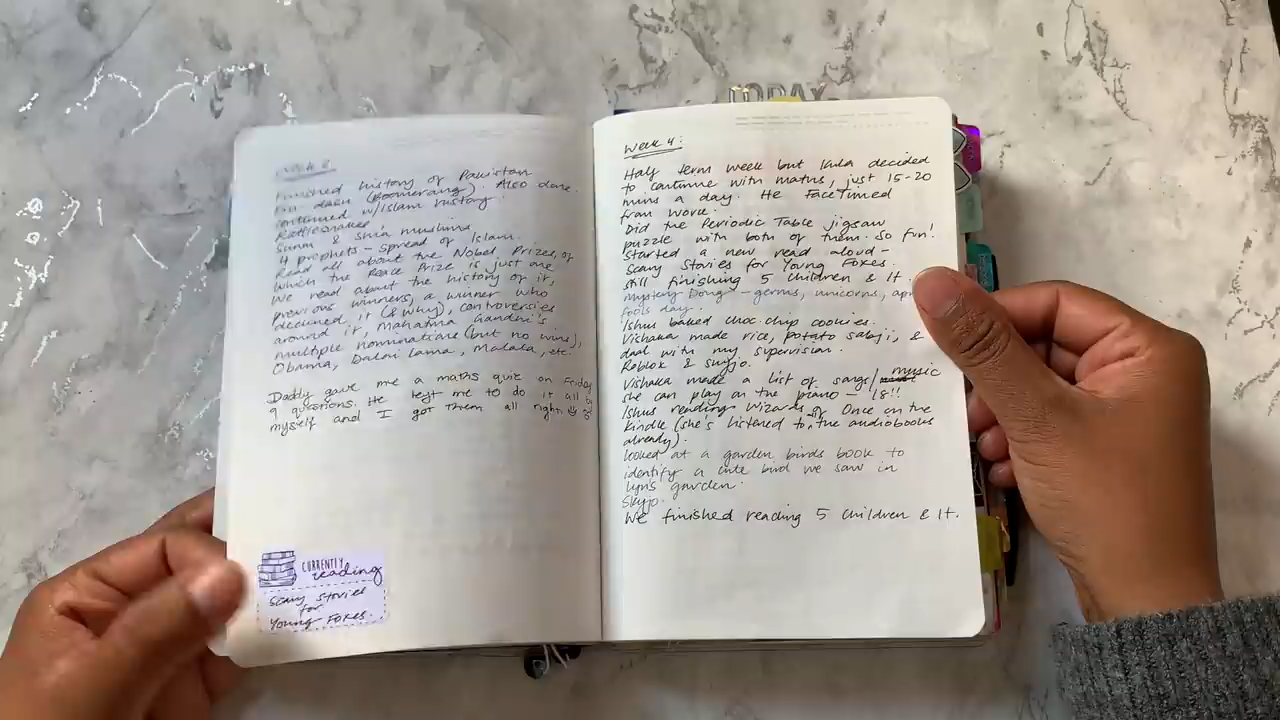 Finished history of Pakistan
(Boomerang). Also done.
continued w/Islam history.
Rattlesnakes
Sunni & Shia muslims
4 prophets - spread of Islam.
Read all about the Nobel Prizes, of
which the Peace Prize is just one
We read about the history of it,
previous winners, a winner who
declined it (& why), controversies
around it, Mahatma Gandhi's
multiple nominations (but no wins),
Obama, Dalai Lama, Malala, etc.
Daddy gave me a maths quiz on Friday
9 questions. He left me to do it all by
myself and I got them all right
CURRENTLY
reading
Scary Stories
for
Young Foxes.
TODAY
Week 4:
Half term week but decided
to continue with maths, just 15-20
mins a day. He FaceTimed
from work.
Did the Periodic Table jigsaw
puzzle with both of them. So fun!
Started a new read aloud -
Scary Stories for Young Foxes.
Still finishing 5 Children & It.
Mystery Doug - germs, unicorns,
fools day.
Ishus baked choc chip cookies.
Vishaka made rice, potato sabji, &
daal with my supervision.
Roblox & sujjo.
Vishaka made a list of songs/music
she can play on the piano - 18!!
Ishus reading Wizards of Once on the
Kindle (she's listened to the audiobooks
already).
Looked at a garden birds book to
identify a cute bird we saw in
garden.
Skyjo.
We finished reading 5 Children & It.